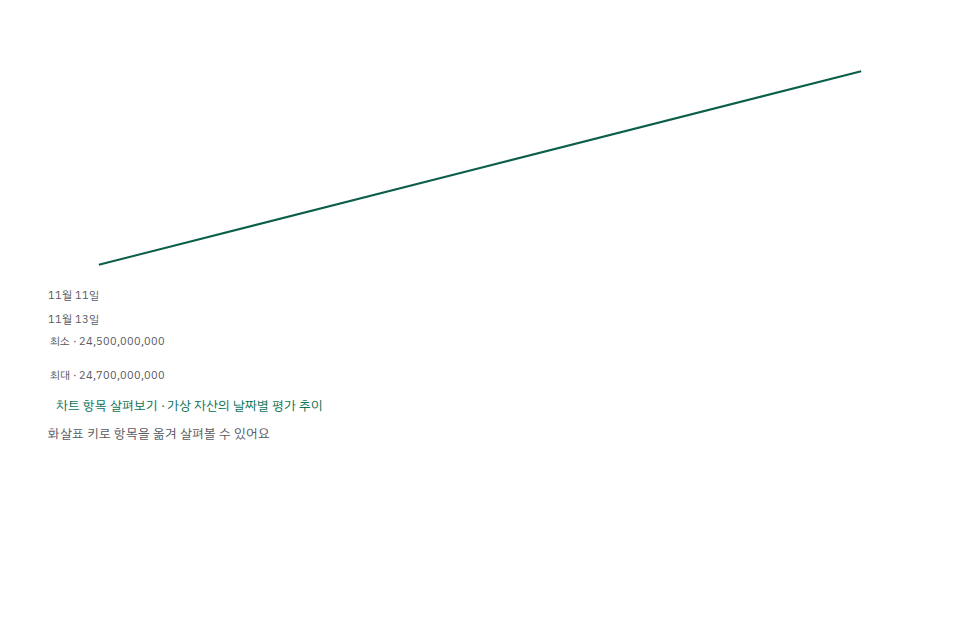 11월 11일
11월 13일
최소 · 24,500,000,000
최대 · 24,700,000,000
차트 항목 살펴보기 · 가상 자산의 날짜별 평가 추이
화살표 키로 항목을 옮겨 살펴볼 수 있어요